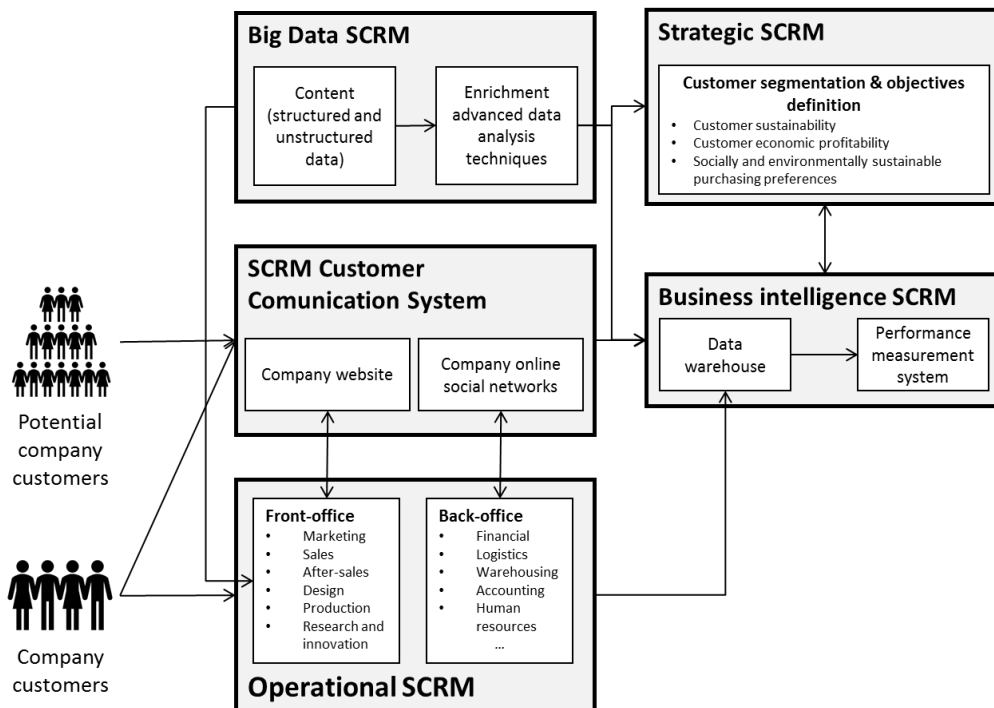 Big Data SCRM
Content
(structured and
unstructured
data)
Enrichment
advanced data
analysis
techniques
Strategic SCRM
Customer segmentation & objectives
definition
• Customer sustainability
• Customer economic profitability
• Socially and environmentally sustainable
purchasing preferences
SCRM Customer
Comunication System
Company website
Company online
social networks
Business intelligence SCRM
Data
warehouse
Performance
measurement
system
Potential
company
customers
Company
customers
Front-office
• Marketing
• Sales
• After-sales
• Design
• Production
• Research and
innovation
Back-office
• Financial
• Logistics
• Warehousing
• Accounting
• Human
resources
...
Operational SCRM